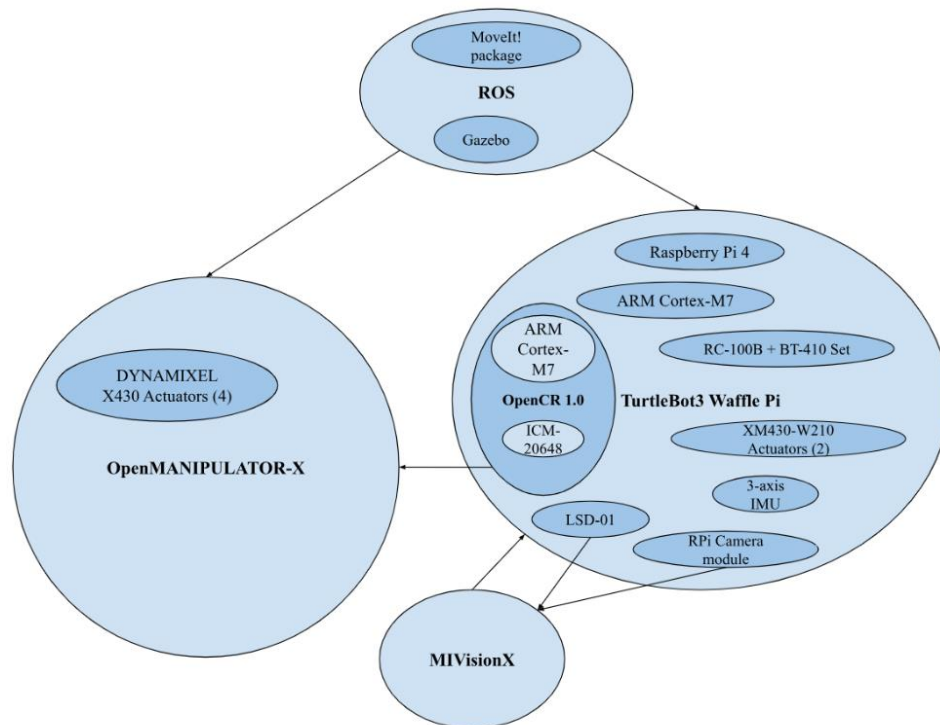 MoveIt!
package
ROS
Gazebo
Raspberry Pi 4
ARM Cortex-M7
ARM
Cortex-
M7
RC-100B + BT-410 Set
DYNAMIXEL
X430 Actuators (4)
OpenCR 1.0
TurtleBot3 Waffle Pi
ICM-
20648
XM430-W210
Actuators (2)
OpenMANIPULATOR-X
3-axis
IMU
LSD-01
RPi Camera
module
MIVisionX